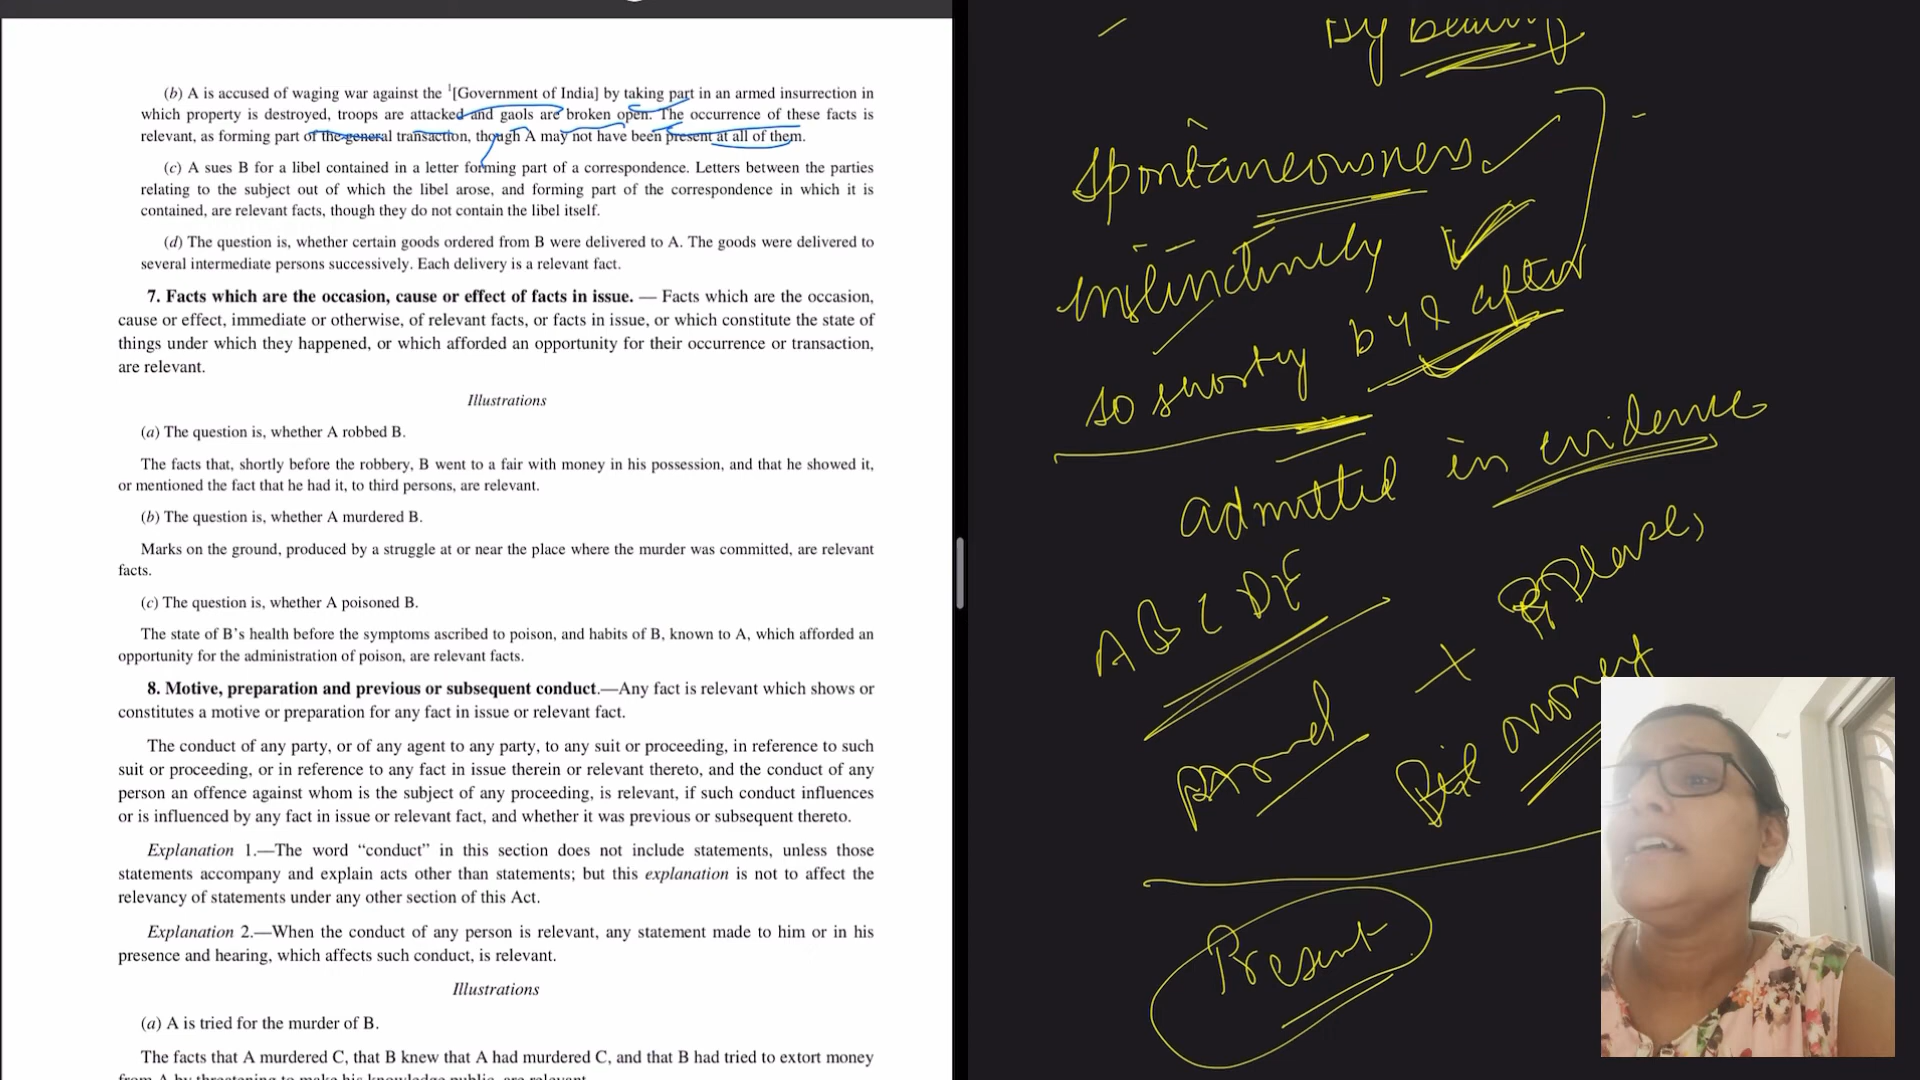 (b) A is accused of waging war against the ¹[Government of India] by taking part in an armed insurrection in
which property is destroyed, troops are attacked and gaols are broken open. The occurrence of these facts is
relevant, as forming part of the general transaction, though A may not have been present at all of them.
(c) A sues B for a libel contained in a letter forming part of a correspondence. Letters between the parties
relating to the subject out of which the libel arose, and forming part of the correspondence in which it is
contained, are relevant facts, though they do not contain the libel itself.
(d) The question is, whether certain goods ordered from B were delivered to A. The goods were delivered to
several intermediate persons successively. Each delivery is a relevant fact.
7. Facts which are the occasion, cause or effect of facts in issue. — Facts which are the occasion,
cause or effect, immediate or otherwise, of relevant facts, or facts in issue, or which constitute the state of
things under which they happened, or which afforded an opportunity for their occurrence or transaction,
are relevant.
Illustrations
(a) The question is, whether A robbed B.
The facts that, shortly before the robbery, B went to a fair with money in his possession, and that he showed it,
or mentioned the fact that he had it, to third persons, are relevant.
(b) The question is, whether A murdered B.
Marks on the ground, produced by a struggle at or near the place where the murder was committed, are relevant
facts.
(c) The question is, whether A poisoned B.
The state of B’s health before the symptoms ascribed to poison, and habits of B, known to A, which afforded an
opportunity for the administration of poison, are relevant facts.
8. Motive, preparation and previous or subsequent conduct.—Any fact is relevant which shows or
constitutes a motive or preparation for any fact in issue or relevant fact.
The conduct of any party, or of any agent to any party, to any suit or proceeding, in reference to such
suit or proceeding, or in reference to any fact in issue therein or relevant thereto, and the conduct of any
person an offence against whom is the subject of any proceeding, is relevant, if such conduct influences
or is influenced by any fact in issue or relevant fact, and whether it was previous or subsequent thereto.
Explanation 1.—The word “conduct” in this section does not include statements, unless those
statements accompany and explain acts other than statements; but this explanation is not to affect the
relevancy of statements under any other section of this Act.
Explanation 2.—When the conduct of any person is relevant, any statement made to him or in his
presence and hearing, which affects such conduct, is relevant.
Illustrations
(a) A is tried for the murder of B.
The facts that A murdered C, that B knew that A had murdered C, and that B had tried to extort money
from A by threatening to make his knowledge public, are relevant
By
spontaneousness
so shortly by & after
admitted in evidence
A B C D E
money
Present